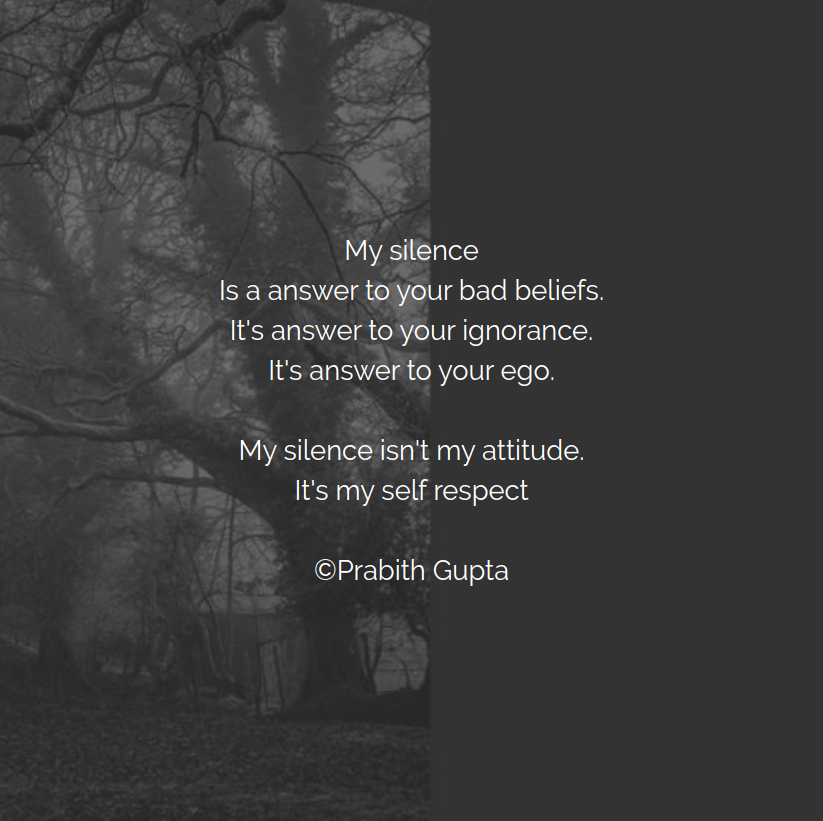 My silence
Is a answer to your bad beliefs.
It's answer to your ignorance.
It's answer to your ego.
My silence isn't my attitude.
It's my self respect
©Prabith Gupta